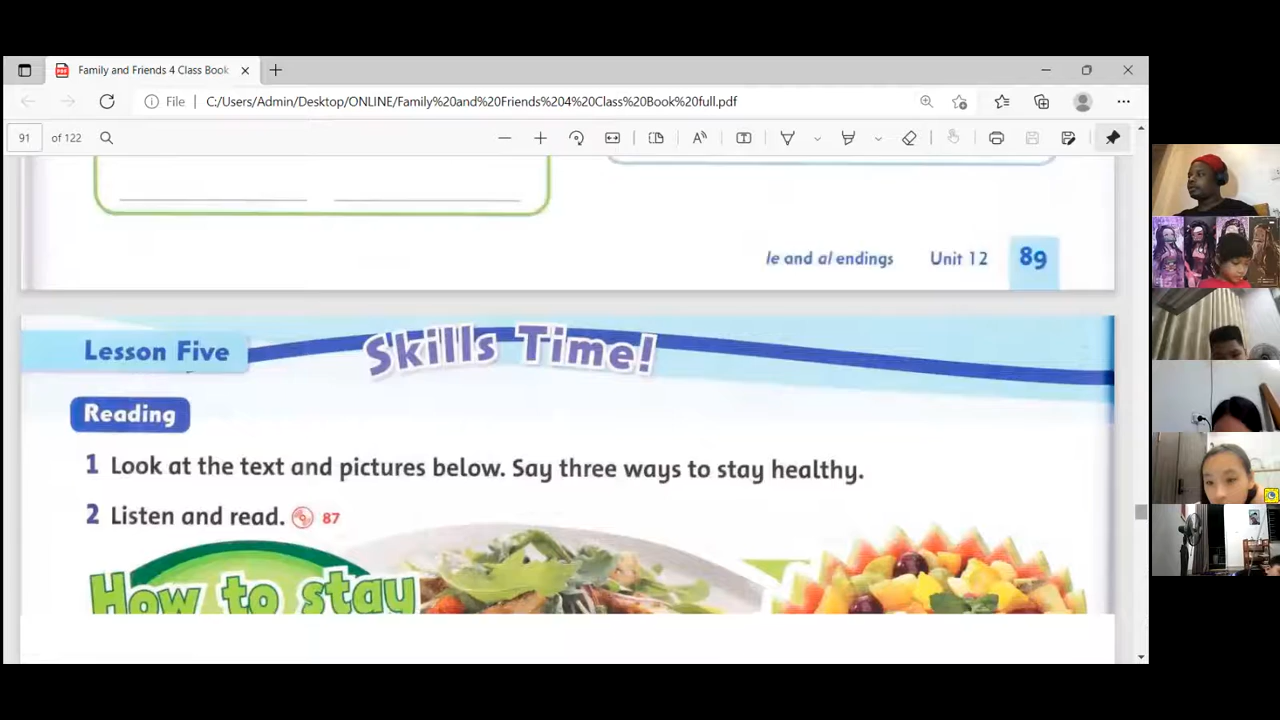 Family and Friends 4 Class Book
File
C:/Users/Admin/Desktop/ONLINE/Family%20and%20Friends%204%20Class%20Book%20full.pdf
91 of 122
le and al endings Unit 12 89
Lesson Five
Skills Time!
Reading
1 Look at the text and pictures below. Say three ways to stay healthy.
2 Listen and read. 87
How to stay